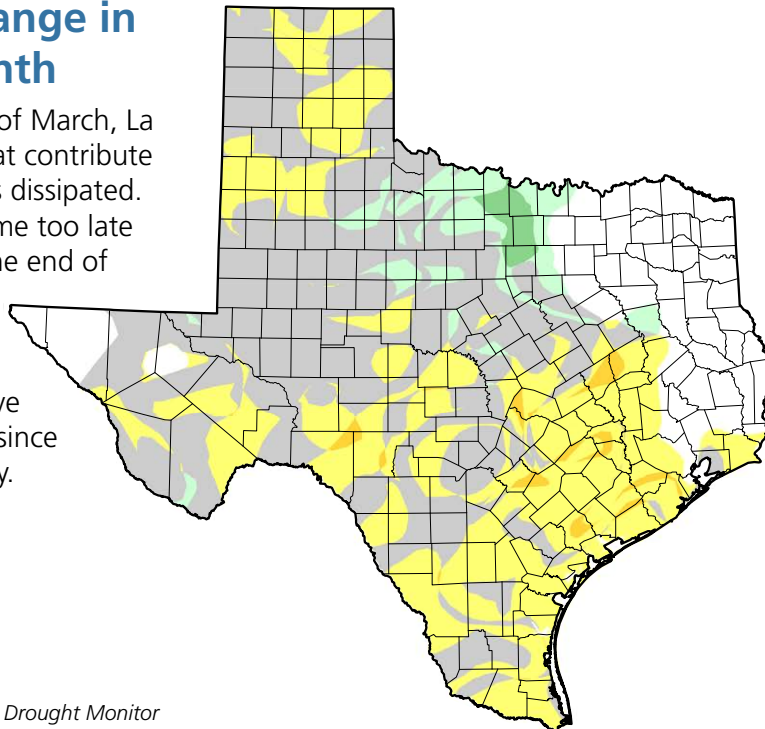 ange in
nth
of March, La
at contribute
s dissipated.
me too late
he end of
ve
since
y.
Drought Monitor